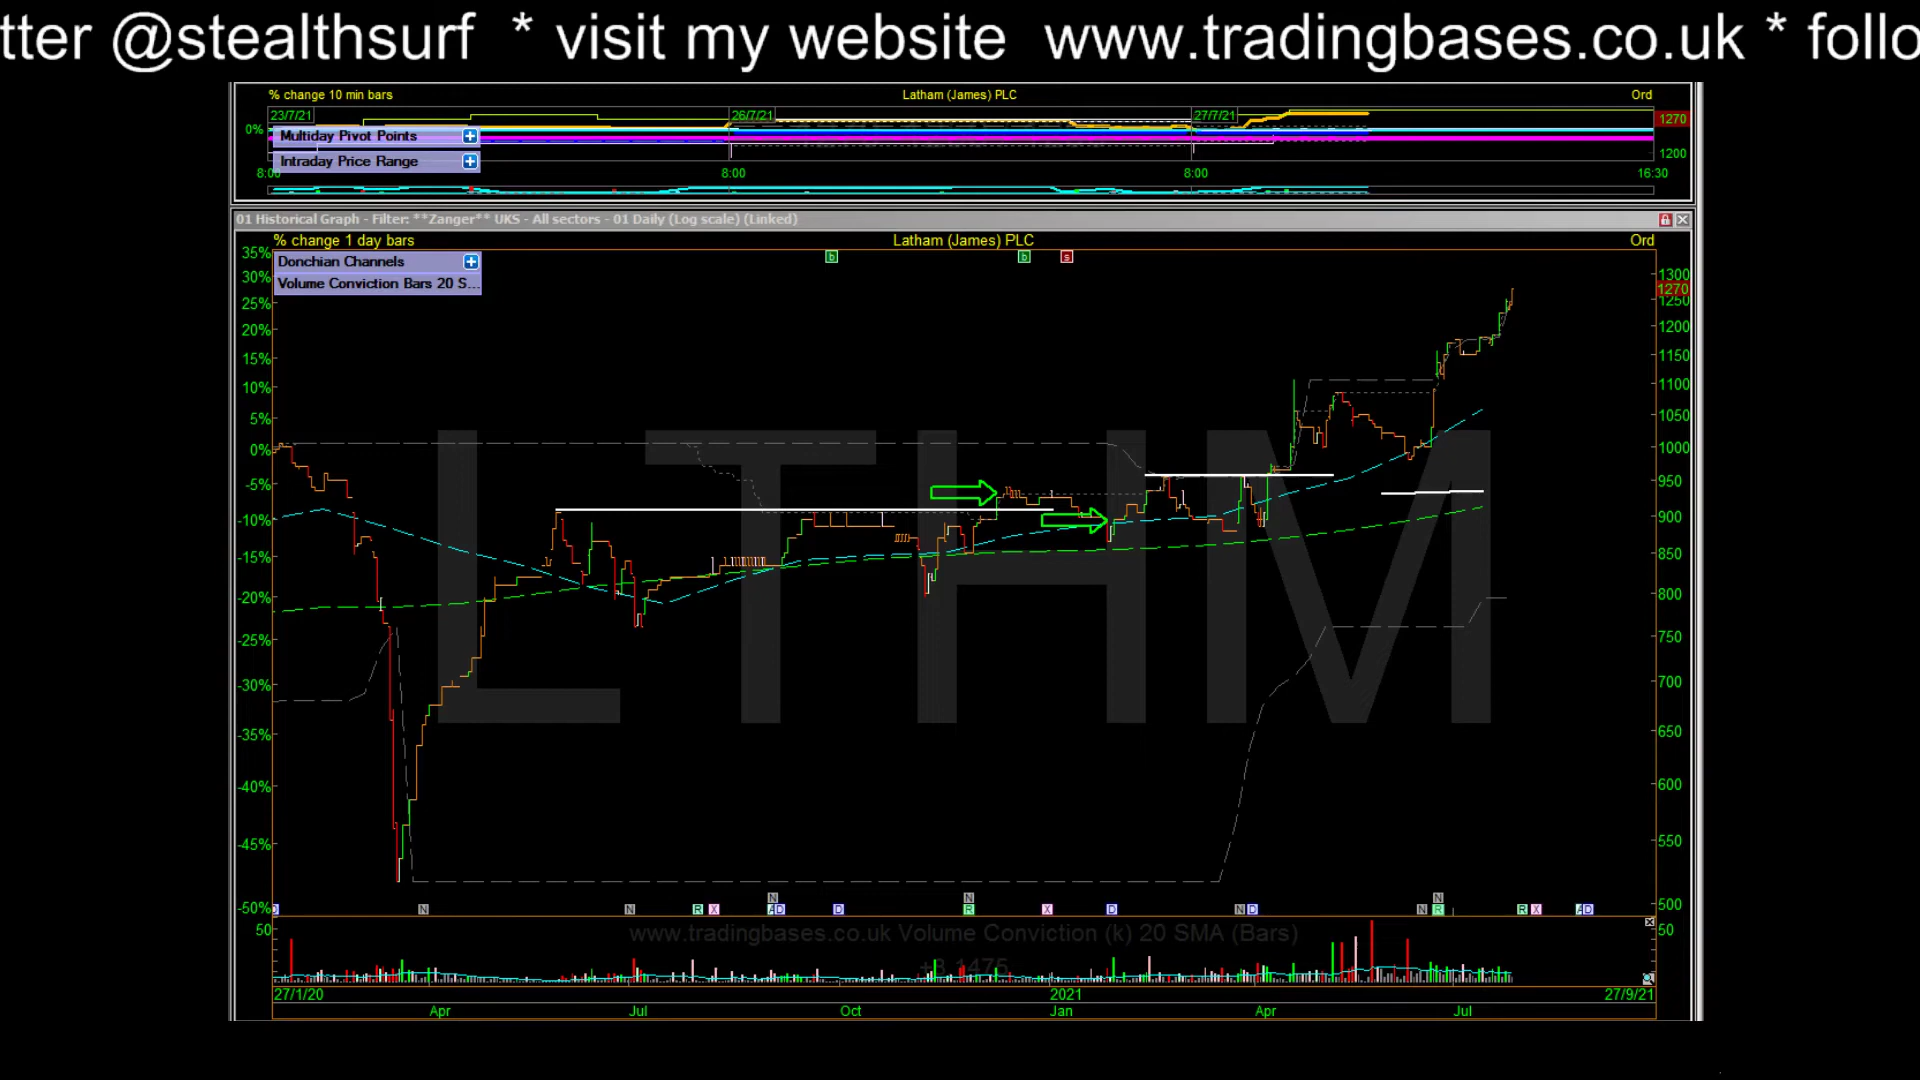 tter @stealthsurf * visit my website www.tradingbases.co.uk * follo
% change 10 min bars Latham (James) PLC Ord
23/7/21 26/7/21 27/7/21 1270
0% Multiday Pivot Points
Intraday Price Range 1200
8:00 8:00 8:00 16:30
01 Historical Graph - Filter: **Zanger** UKS - All sectors - 01 Daily (Log scale) (Linked)
% change 1 day bars Latham (James) PLC Ord
35% Donchian Channels b b s
30% Volume Conviction Bars 20 S... 1300
1270
25% 1250
20% 1200
15% 1150
10% 1100
5% 1050
0% 1000
-5% 950
-10% 900
-15% 850
-20% 800
-25% 750
-30% 700
-35% 650
-40% 600
-45% 550
-50% 500
LTHM
N N N
D N N R X A D D R X D N D N R R X A D
50 www.tradingbases.co.uk Volume Conviction (k) 20 SMA (Bars) 50
27/1/20 2021 27/9/21
Apr Jul Oct Jan Apr Jul